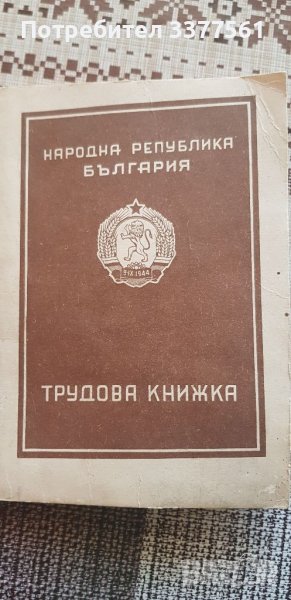 Потребител 3377561
НАРОДНА РЕПУБЛИКА
БЪЛГАРИЯ
9·IX·1944
ТРУДОВА КНИЖКА